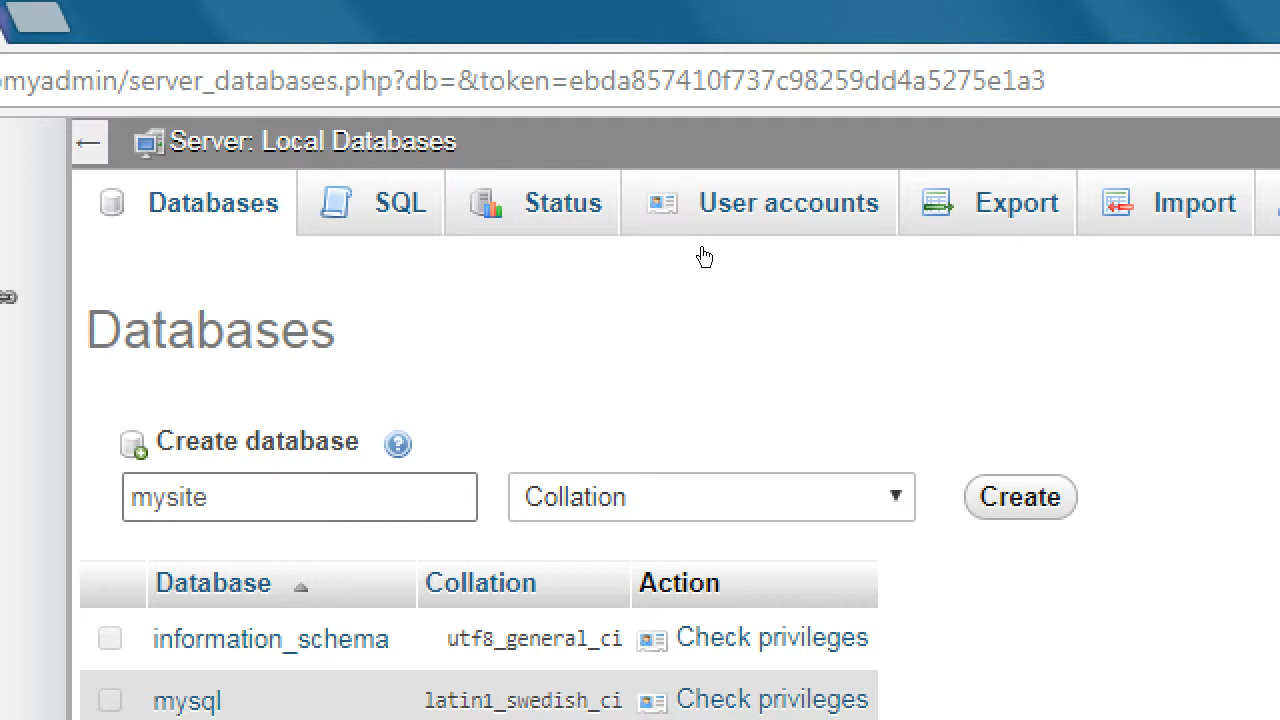 omyadmin/server_databases.php?db=&token=ebda857410f737c98259dd4a5275e1a3
Server: Local Databases
Databases SQL Status User accounts Export Import
Databases
Create database
mysite Collation Create
Database Collation Action
information_schema utf8_general_ci Check privileges
mysql latin1_swedish_ci Check privileges